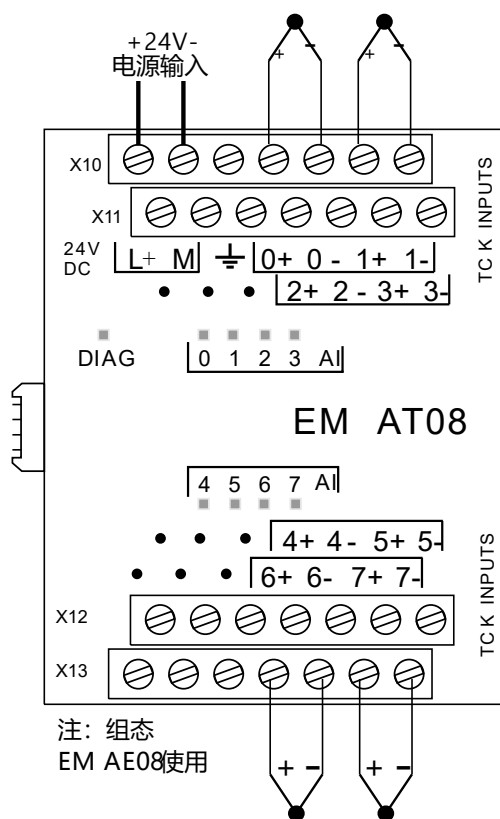 +24V-
电源输入
+ - + -
X10
X11
TC K INPUTS
24V
DC
L+ M 0+ 0 - 1+ 1-
2+ 2 - 3+ 3-
DIAG
0 1 2 3 AI
EM AT08
4 5 6 7 AI
4+ 4 - 5+ 5-
6+ 6- 7+ 7-
TC K INPUTS
X12
X13
注：组态
EM AE08使用
+ - + -